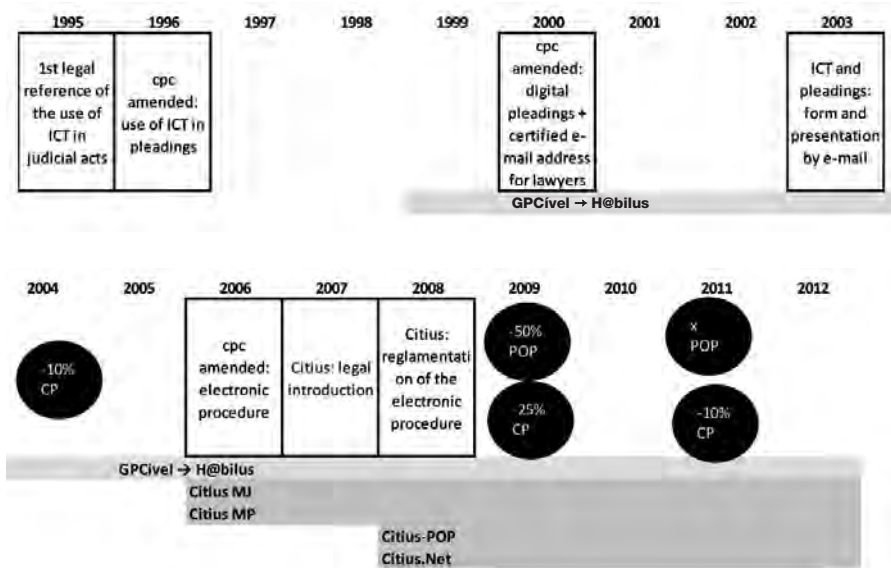 1995 1996 1997 1998 1999 2000 2001 2002 2003
1st legal
reference of
the use of
ICT in
judicial acts
cpc
amended:
use of ICT in
pleadings
cpc
amended:
digital
pleadings +
certified e-
mail address
for lawyers
ICT and
pleadings:
form and
presentation
by e-mail
GPCível → H@bilus
2004 2005 2006 2007 2008 2009 2010 2011 2012
-10%
CP
cpc
amended:
electronic
procedure
Citius: legal
introduction
Citius:
reglamentati
on of the
electronic
procedure
-50%
POP
-25%
CP
x
POP
-10%
CP
GPCível → H@bilus
Citius MJ
Citius MP
Citius-POP
Citius.Net